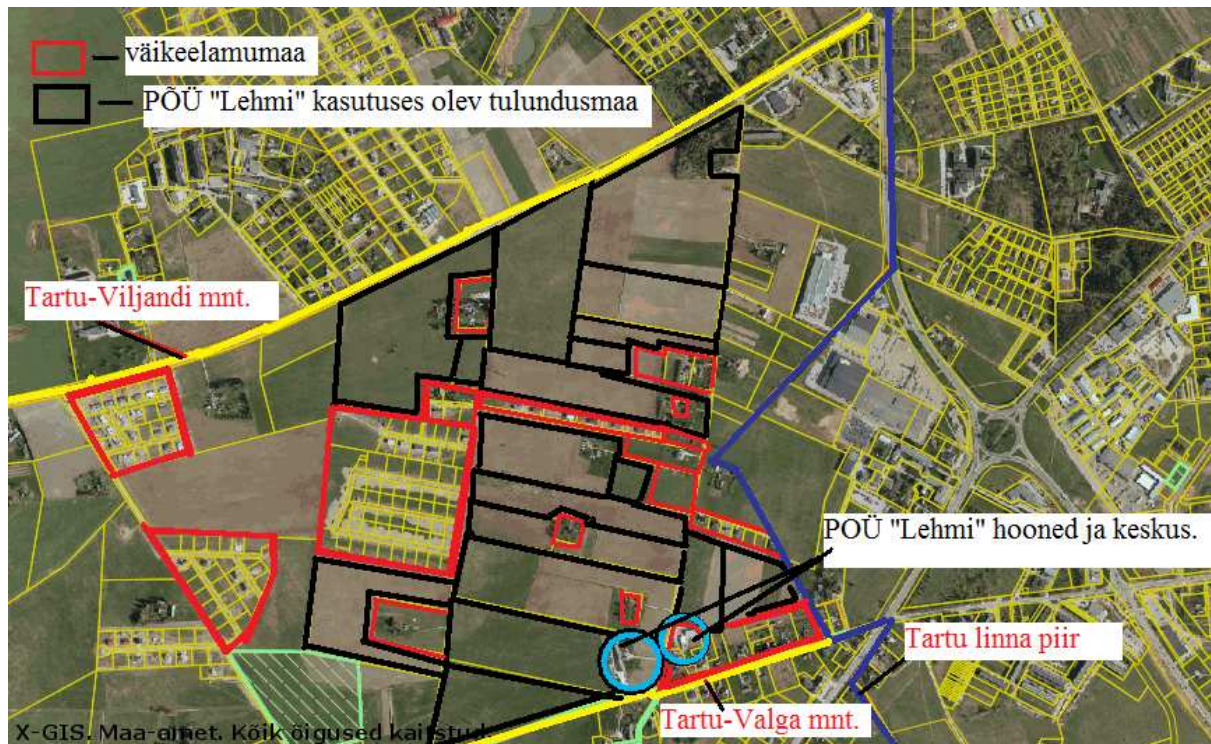 väikeelamumaa
PÕÜ "Lehmi" kasutuses olev tulundusmaa
Tartu-Viljandi mnt.
POÜ "Lehmi" hooned ja keskus.
Tartu linna piir
Tartu-Valga mnt.
X-GIS. Maa-amet. Kõik õigused kaitstud.